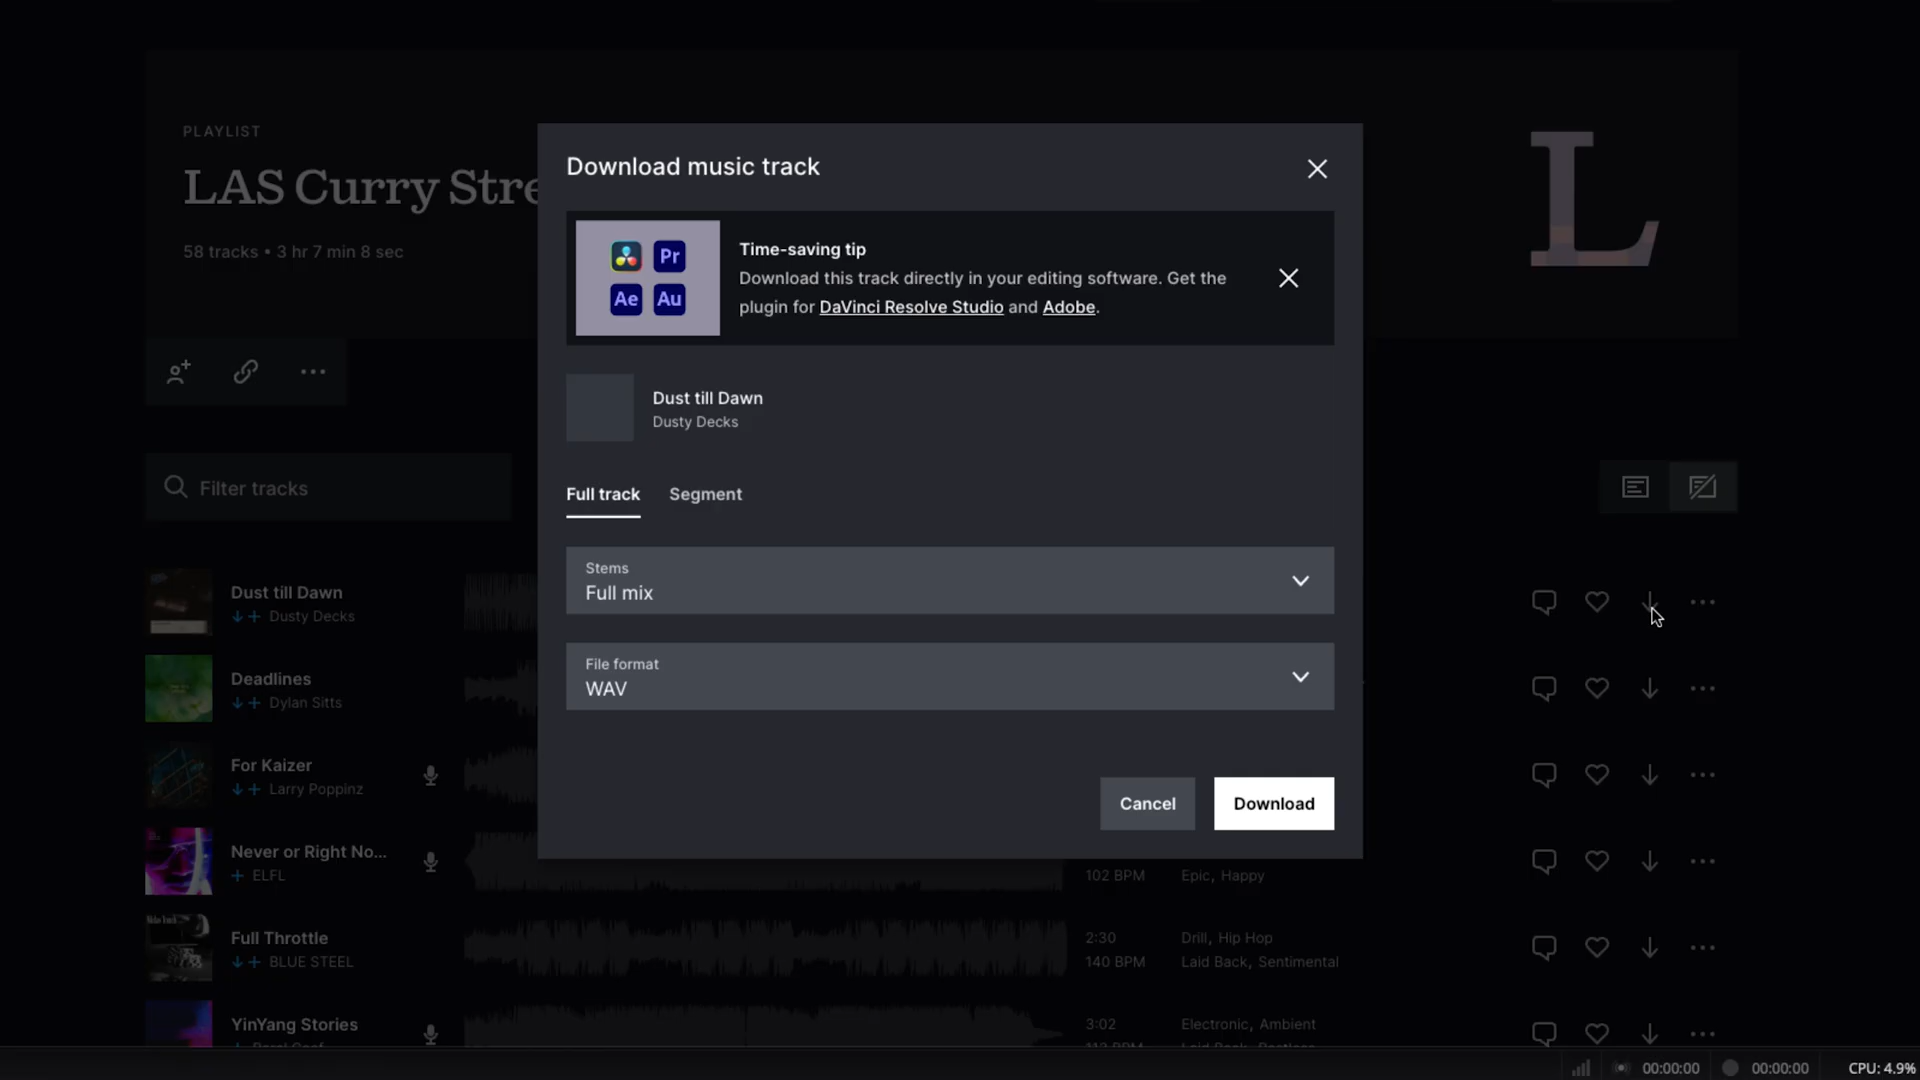 PLAYLIST
LAS Curry Stre
58 tracks • 3 hr 7 min 8 sec
L
Download music track
Pr
Ae
Au
Time-saving tip
Download this track directly in your editing software. Get the
plugin for DaVinci Resolve Studio and Adobe.
Dust till Dawn
Dusty Decks
Full track
Segment
Stems
Full mix
File format
WAV
Cancel
Download
Filter tracks
Dust till Dawn
Dusty Decks
Deadlines
Dylan Sitts
For Kaizer
Larry Poppinz
Never or Right No...
ELFL
102 BPM
Epic, Happy
Full Throttle
BLUE STEEL
2:30
140 BPM
Drill, Hip Hop
Laid Back, Sentimental
YinYang Stories
3:02
Electronic, Ambient
00:00:00
00:00:00
CPU: 4.9%